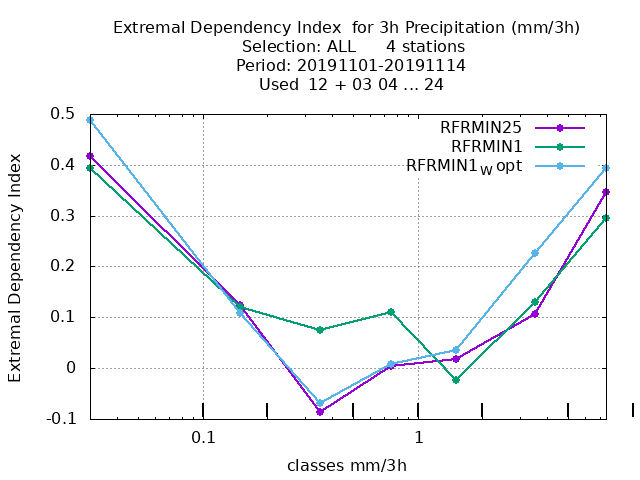 Extremal Dependency Index  for 3h Precipitation (mm/3h)
Selection: ALL      4 stations
Period: 20191101-20191114
Used  12 + 03 04 ... 24
RFRMIN25
RFRMIN1
RFRMIN1w opt
Extremal Dependency Index
0.5
0.4
0.3
0.2
0.1
0
-0.1
0.1
1
classes mm/3h